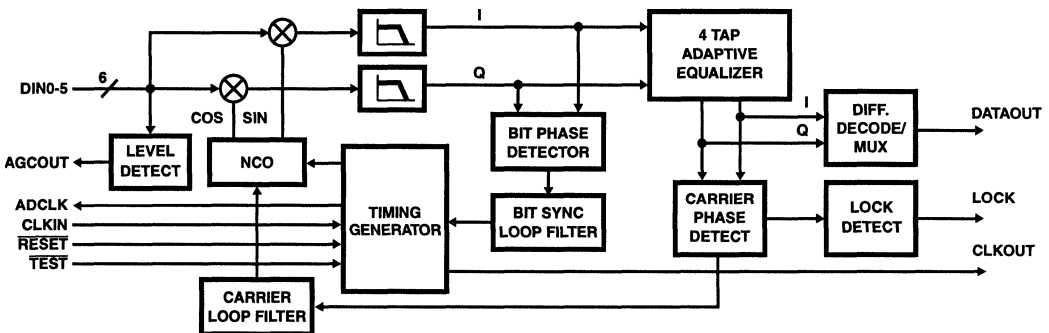 I
4 TAP
ADAPTIVE
EQUALIZER
6
DIN0-5
Q
COS
SIN
I
DIFF.
DECODE/
MUX
DATAOUT
Q
BIT PHASE
DETECTOR
LEVEL
DETECT
NCO
AGCOUT
ADCLK
CLKIN
RESET
TEST
TIMING
GENERATOR
BIT SYNC
LOOP FILTER
CARRIER
PHASE
DETECT
LOCK
DETECT
LOCK
CLKOUT
CARRIER
LOOP FILTER